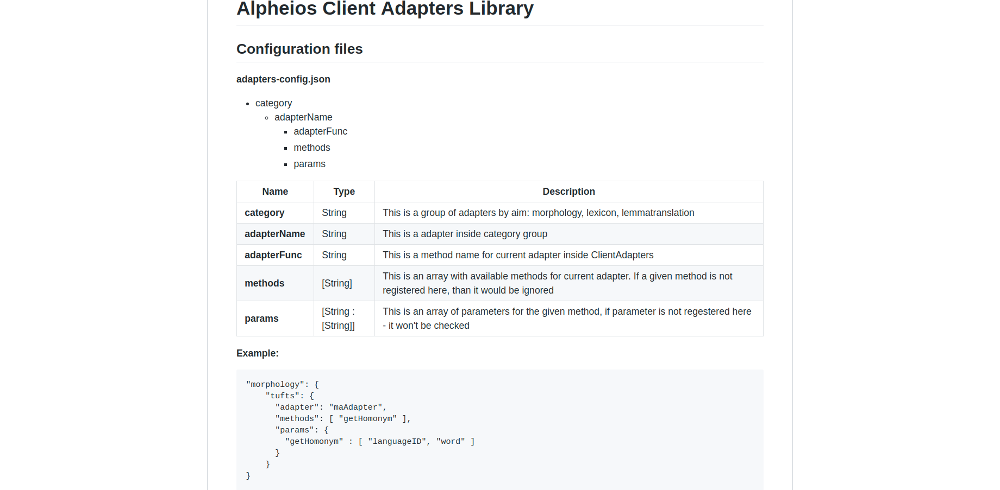 Alpheios Client Adapters Library
Configuration files
adapters-config.json
category
adapterName
adapterFunc
methods
params
Name Type Description
category String This is a group of adapters by aim: morphology, lexicon, lemmatranslation
adapterName String This is a adapter inside category group
adapterFunc String This is a method name for current adapter inside ClientAdapters
methods [String] This is an array with available methods for current adapter. If a given method is not
registered here, than it would be ignored
params [String : [String]] This is an array of parameters for the given method, if parameter is not regestered here
- it won't be checked
Example:
"morphology": {
"tufts": {
"adapter": "maAdapter",
"methods": [ "getHomonym" ],
"params": {
"getHomonym" : [ "languageID", "word" ]
}
}
}